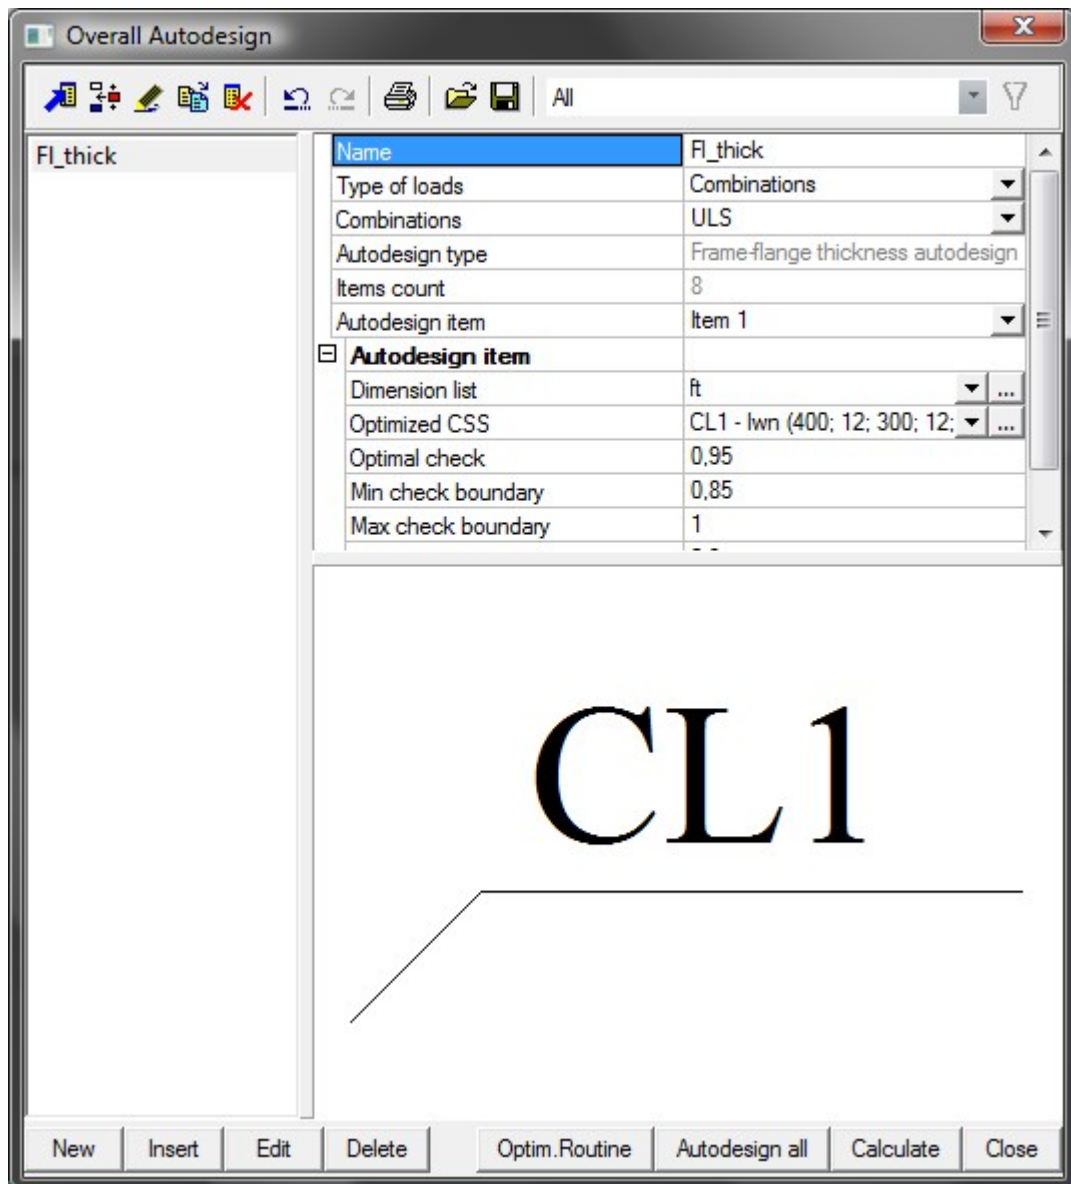 Overall Autodesign
All
Fl_thick
Name Fl_thick
Type of loads Combinations
Combinations ULS
Autodesign type Frame-flange thickness autodesign
Items count 8
Autodesign item Item 1
Autodesign item
Dimension list ft ...
Optimized CSS CL1 - Iwn (400; 12; 300; 12; ...
Optimal check 0,95
Min check boundary 0,85
Max check boundary 1
CL1
New Insert Edit Delete Optim.Routine Autodesign all Calculate Close